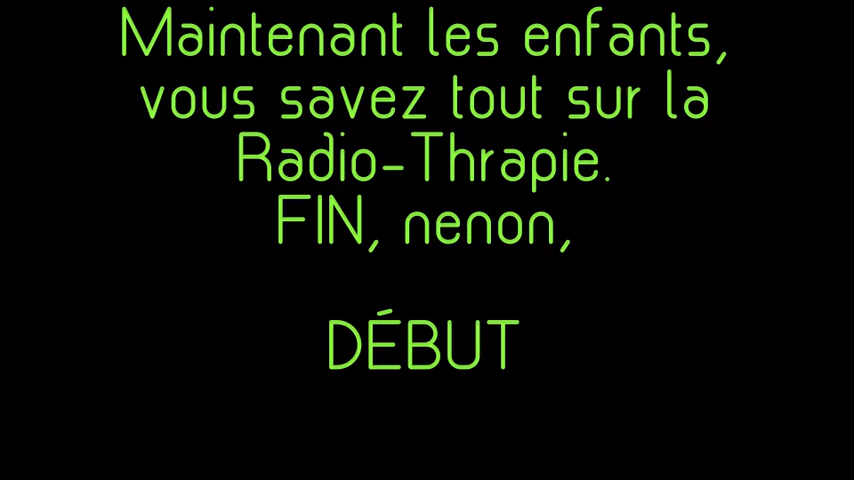 Maintenant les enfants,
vous savez tout sur la
Radio-Thrapie.
FIN, nenon,
DÉBUT